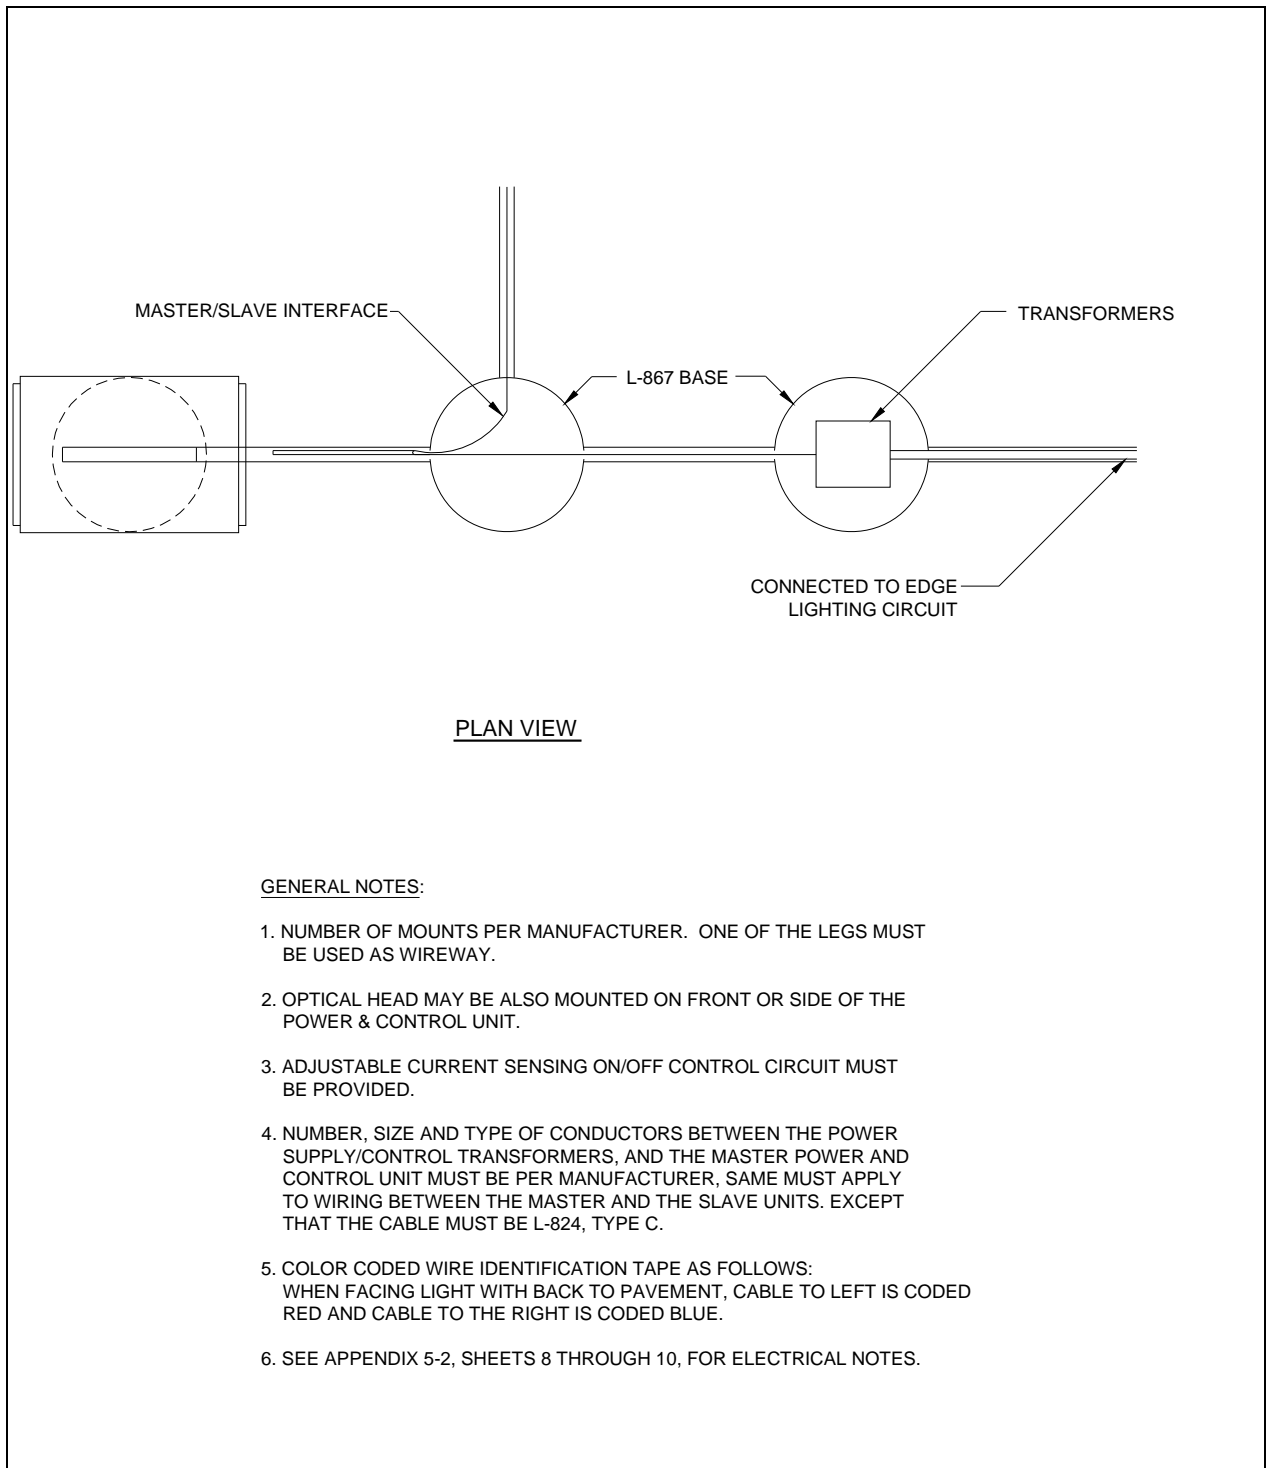 MASTER/SLAVE INTERFACE
TRANSFORMERS
L-867 BASE
CONNECTED TO EDGE
LIGHTING CIRCUIT
PLAN VIEW
GENERAL NOTES:
1. NUMBER OF MOUNTS PER MANUFACTURER. ONE OF THE LEGS MUST
BE USED AS WIREWAY.
2. OPTICAL HEAD MAY BE ALSO MOUNTED ON FRONT OR SIDE OF THE
POWER & CONTROL UNIT.
3. ADJUSTABLE CURRENT SENSING ON/OFF CONTROL CIRCUIT MUST
BE PROVIDED.
4. NUMBER, SIZE AND TYPE OF CONDUCTORS BETWEEN THE POWER
SUPPLY/CONTROL TRANSFORMERS, AND THE MASTER POWER AND
CONTROL UNIT MUST BE PER MANUFACTURER, SAME MUST APPLY
TO WIRING BETWEEN THE MASTER AND THE SLAVE UNITS. EXCEPT
THAT THE CABLE MUST BE L-824, TYPE C.
5. COLOR CODED WIRE IDENTIFICATION TAPE AS FOLLOWS:
WHEN FACING LIGHT WITH BACK TO PAVEMENT, CABLE TO LEFT IS CODED
RED AND CABLE TO THE RIGHT IS CODED BLUE.
6. SEE APPENDIX 5-2, SHEETS 8 THROUGH 10, FOR ELECTRICAL NOTES.